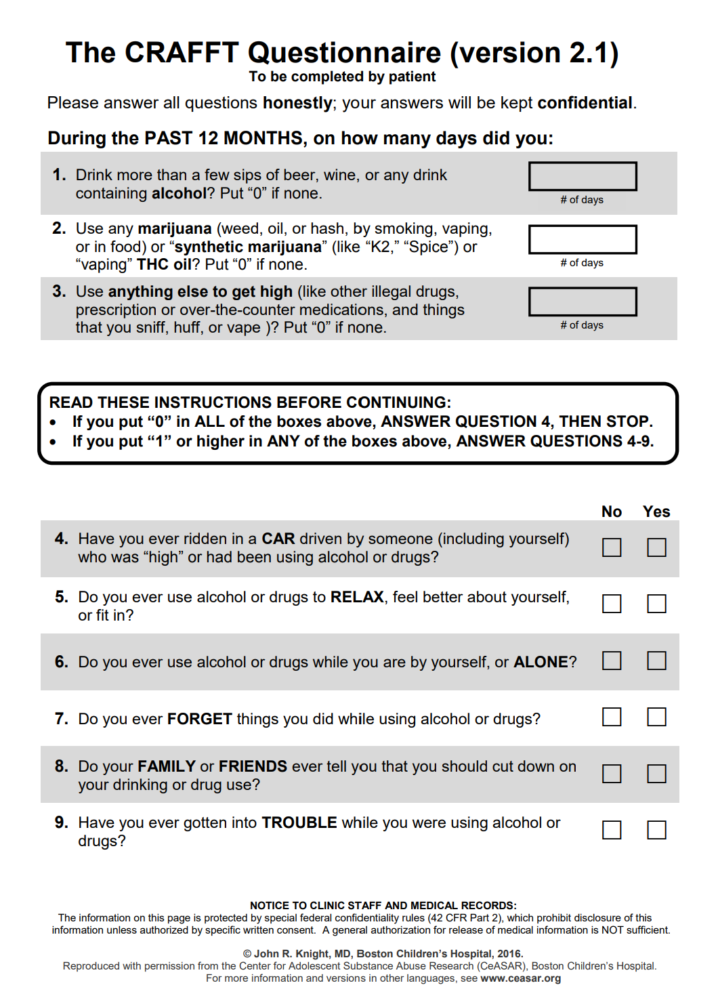 The CRAFFT Questionnaire (version 2.1)
To be completed by patient
Please answer all questions honestly; your answers will be kept confidential.
During the PAST 12 MONTHS, on how many days did you:
1. Drink more than a few sips of beer, wine, or any drink
containing alcohol? Put “0” if none.
# of days
2. Use any marijuana (weed, oil, or hash, by smoking, vaping,
or in food) or “synthetic marijuana” (like “K2,” “Spice”) or
“vaping” THC oil? Put “0” if none.
# of days
3. Use anything else to get high (like other illegal drugs,
prescription or over-the-counter medications, and things
that you sniff, huff, or vape )? Put “0” if none.
# of days
READ THESE INSTRUCTIONS BEFORE CONTINUING:
• If you put “0” in ALL of the boxes above, ANSWER QUESTION 4, THEN STOP.
• If you put “1” or higher in ANY of the boxes above, ANSWER QUESTIONS 4-9.
No Yes
4. Have you ever ridden in a CAR driven by someone (including yourself)
who was “high” or had been using alcohol or drugs?
5. Do you ever use alcohol or drugs to RELAX, feel better about yourself,
or fit in?
6. Do you ever use alcohol or drugs while you are by yourself, or ALONE?
7. Do you ever FORGET things you did while using alcohol or drugs?
8. Do your FAMILY or FRIENDS ever tell you that you should cut down on
your drinking or drug use?
9. Have you ever gotten into TROUBLE while you were using alcohol or
drugs?
NOTICE TO CLINIC STAFF AND MEDICAL RECORDS:
The information on this page is protected by special federal confidentiality rules (42 CFR Part 2), which prohibit disclosure of this
information unless authorized by specific written consent. A general authorization for release of medical information is NOT sufficient.
© John R. Knight, MD, Boston Children’s Hospital, 2016.
Reproduced with permission from the Center for Adolescent Substance Abuse Research (CeASAR), Boston Children’s Hospital.
For more information and versions in other languages, see www.ceasar.org